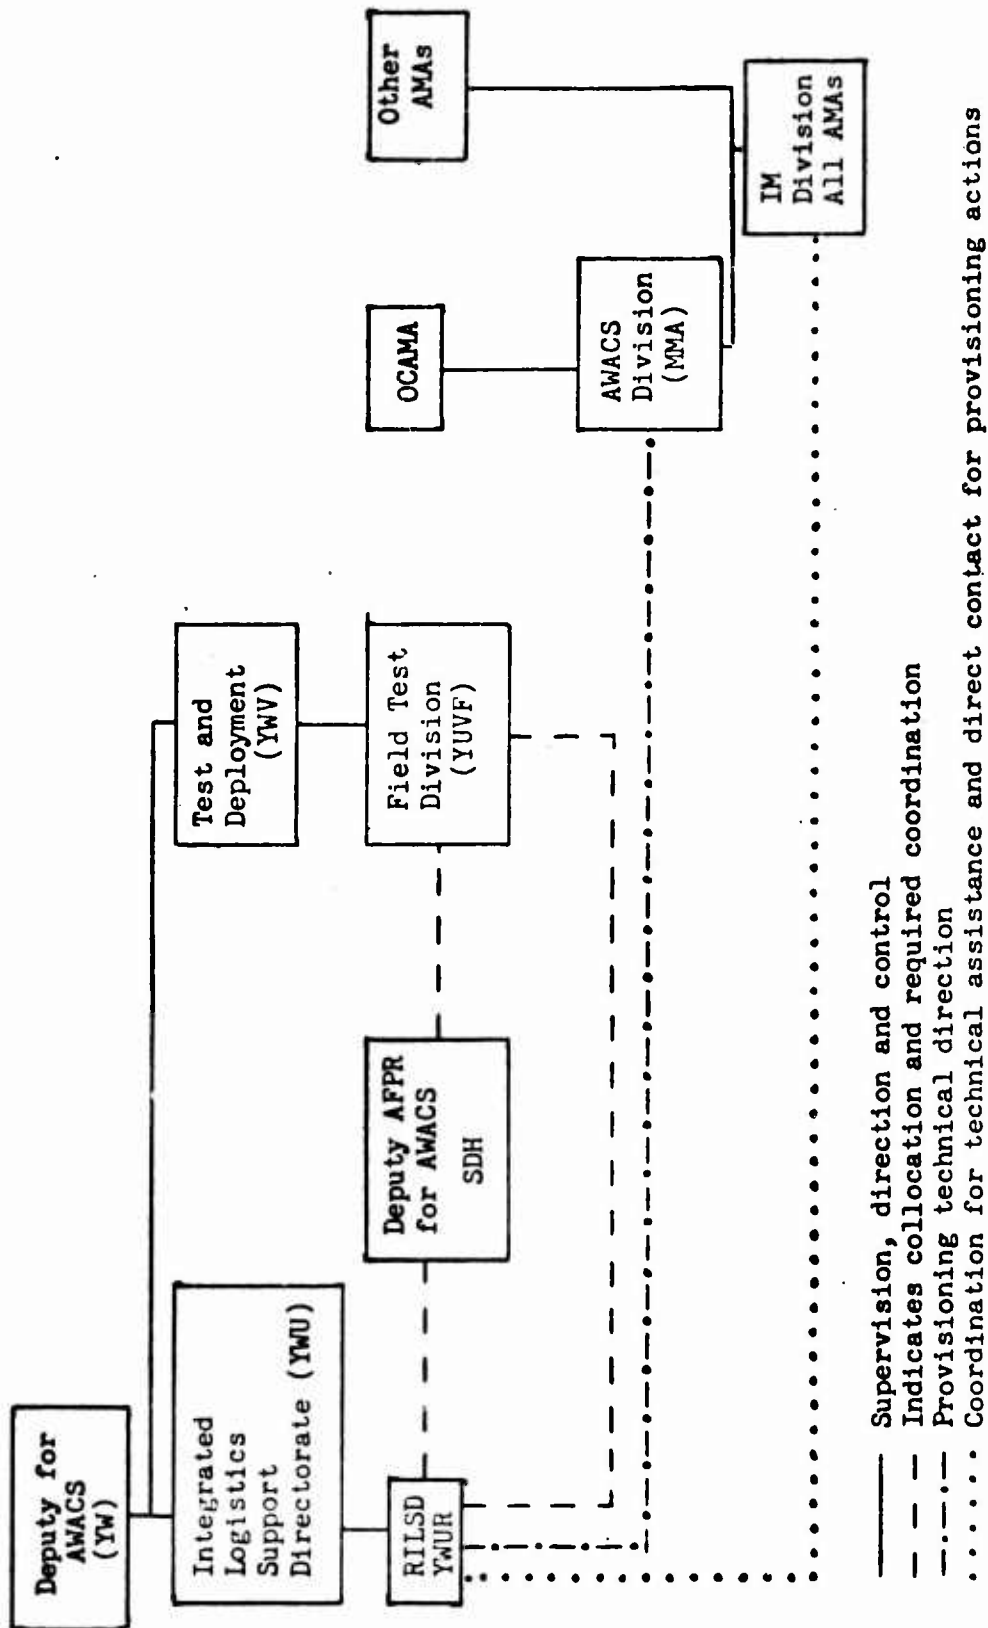 Deputy for
AWACS
(YW)
Integrated
Logistics
Support
Directorate (YWU)
Test and
Deployment
(YWV)
RILSD
YWUR
Deputy AFPR
for AWACS
SDH
Field Test
Division
(YUVF)
OCAMA
Other
AMAs
AWACS
Division
(MMA)
IM
Division
All AMAs
Supervision, direction and control
Indicates collocation and required coordination
Provisioning technical direction
Coordination for technical assistance and direct contact for provisioning actions